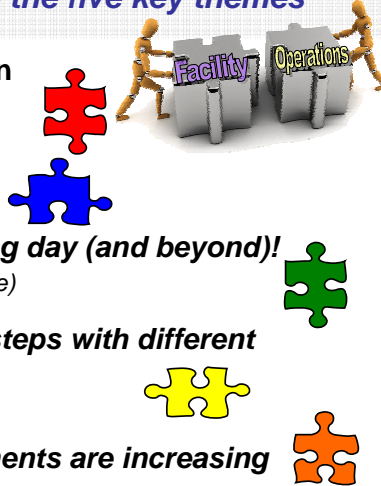 the five key themes
Facility
Operations
n
g day (and beyond)!
e)
steps with different
ents are increasing